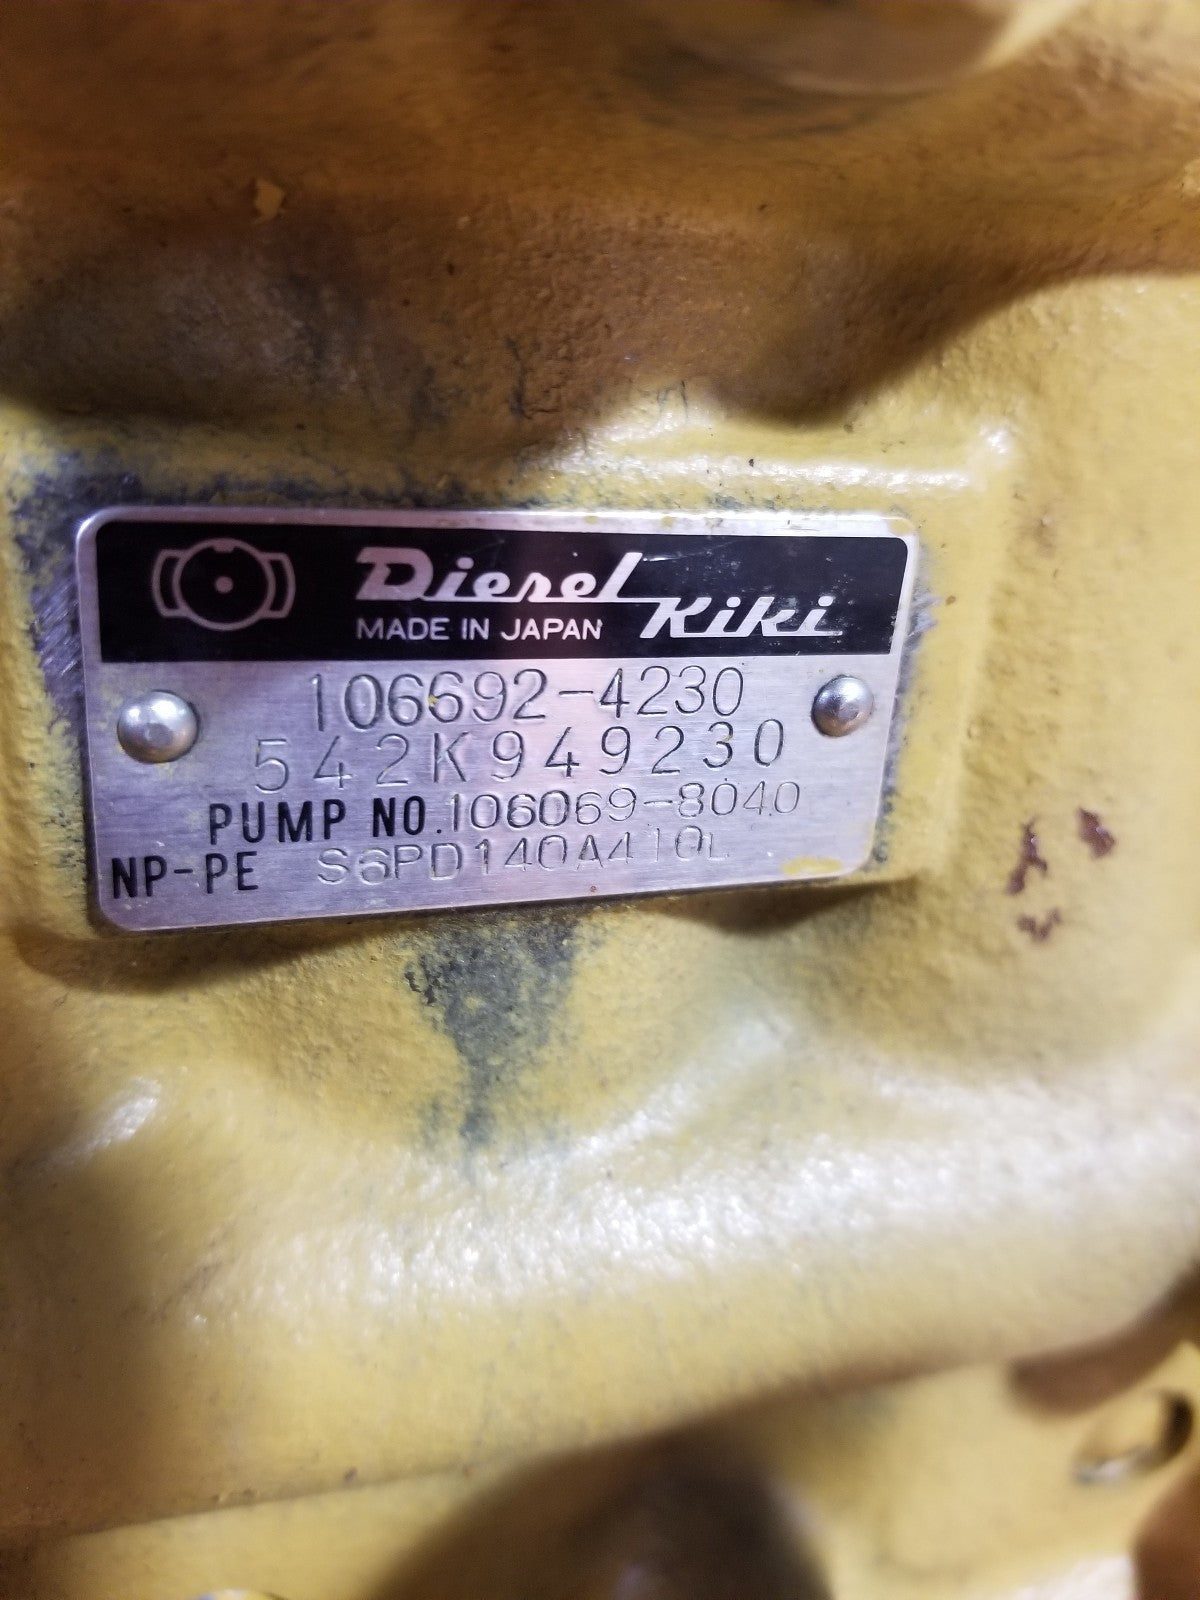 Diesel Kiki
MADE IN JAPAN
106692-4230
542K949230
PUMP NO. 106069-8040
NP-PE S6PD140A410L